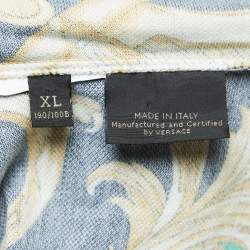 XL
190/100B
MADE IN ITALY
Manufactured and Certified
by VERSACE